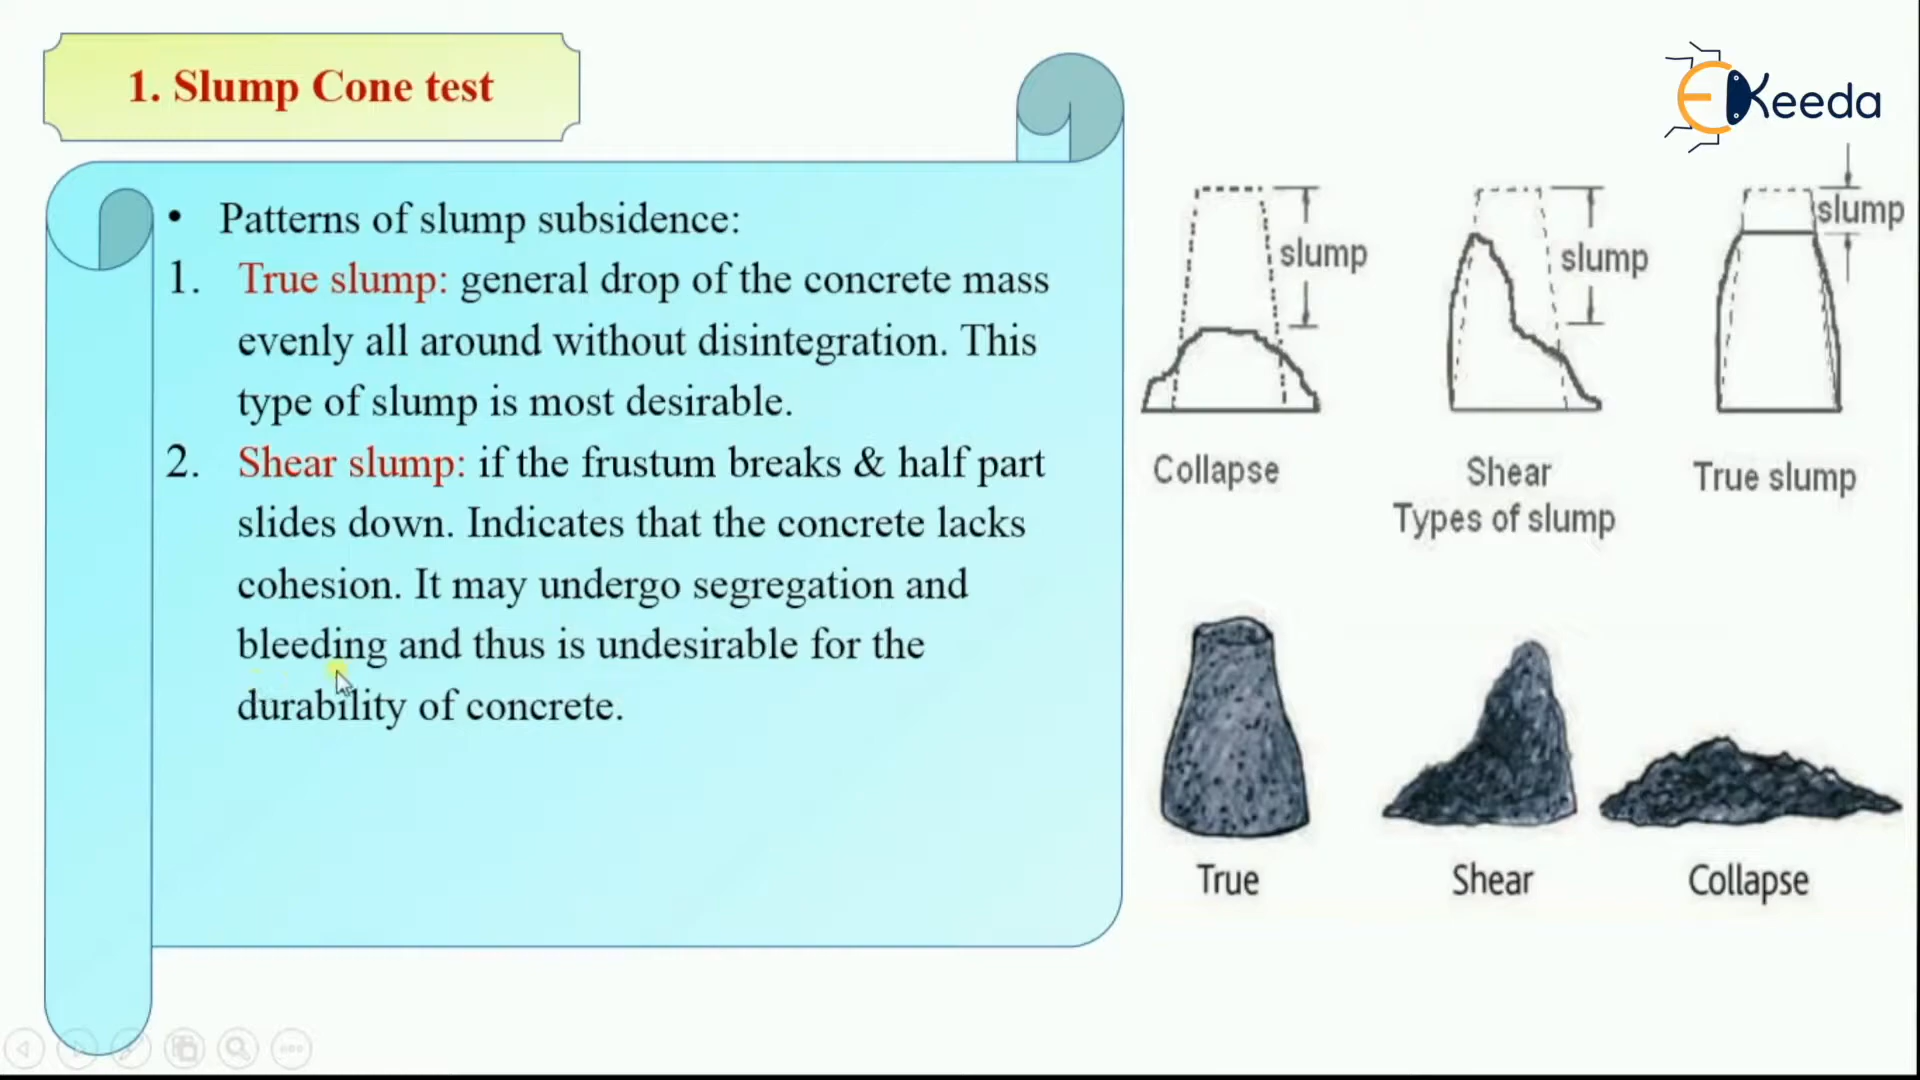 1. Slump Cone test
• Patterns of slump subsidence:
1. True slump: general drop of the concrete mass
evenly all around without disintegration. This
type of slump is most desirable.
2. Shear slump: if the frustum breaks & half part
slides down. Indicates that the concrete lacks
cohesion. It may undergo segregation and
bleeding and thus is undesirable for the
durability of concrete.
EKeeda
slump
slump
slump
Collapse
Shear
True slump
Types of slump
True
Shear
Collapse